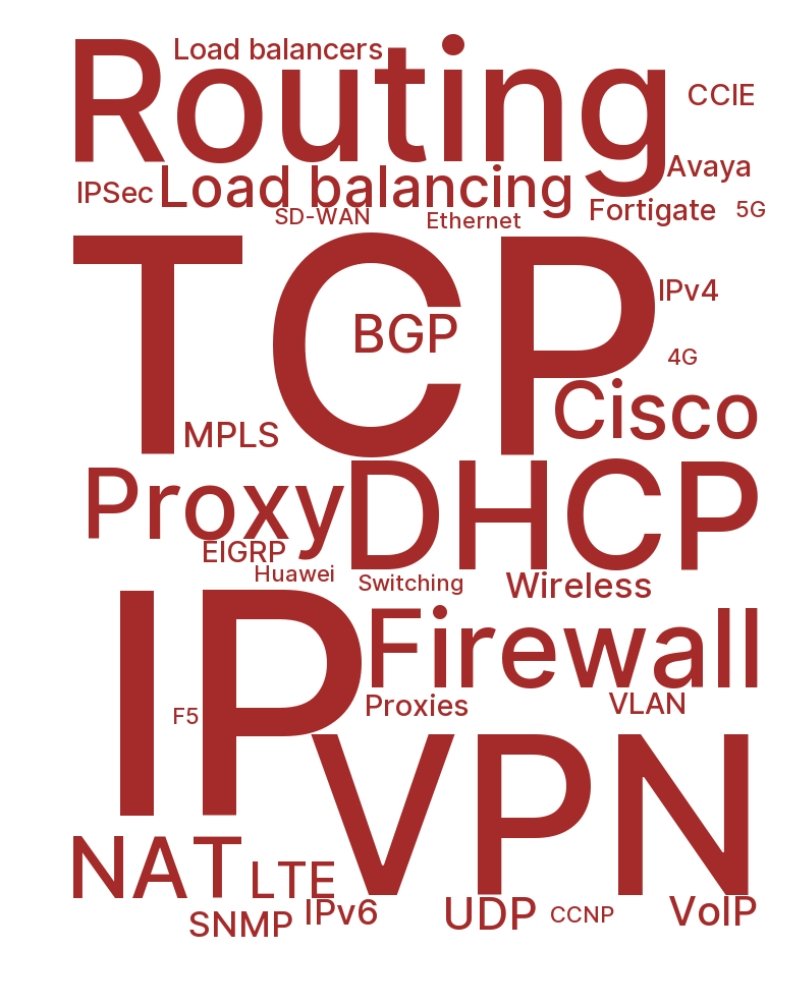 Load balancers
Routing
CCIE
Avaya
IPSec
Load balancing
Fortigate
5G
SD-WAN
Ethernet
TCP
IPv4
BGP
4G
Cisco
MPLS
Proxy
DHCP
EIGRP
Huawei
Switching
Wireless
IP
Firewall
F5
Proxies
VLAN
VPN
NAT
LTE
SNMP
IPv6
UDP
CCNP
VoIP